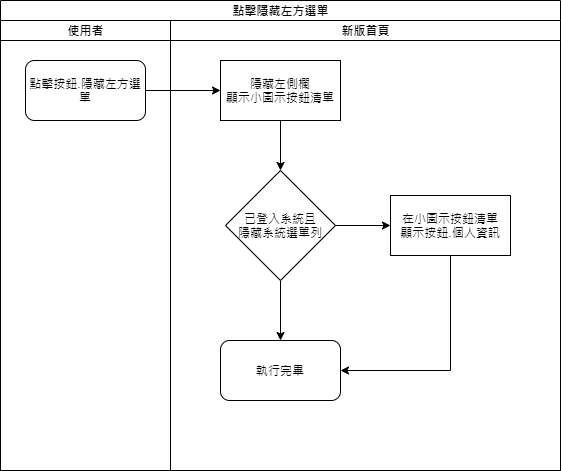 點擊隱藏左方選單
使用者
新版首頁
點擊按鈕.隱藏左方選
單
隱藏左側欄
顯示小圖示按鈕清單
已登入系統且
隱藏系統選單列
在小圖示按鈕清單
顯示按鈕.個人資訊
執行完畢